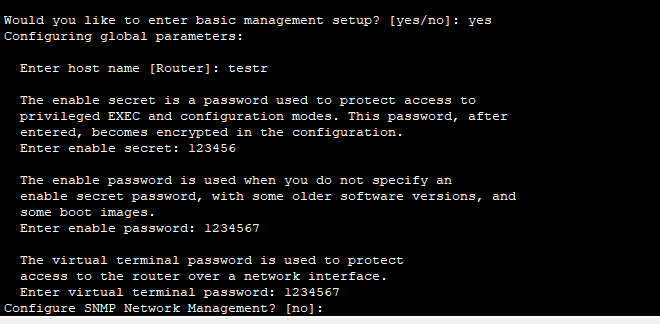 Would you like to enter basic management setup? [yes/no]: yes
Configuring global parameters:
Enter host name [Router]: testr
The enable secret is a password used to protect access to
privileged EXEC and configuration modes. This password, after
entered, becomes encrypted in the configuration.
Enter enable secret: 123456
The enable password is used when you do not specify an
enable secret password, with some older software versions, and
some boot images.
Enter enable password: 1234567
The virtual terminal password is used to protect
access to the router over a network interface.
Enter virtual terminal password: 1234567
Configure SNMP Network Management? [no]: